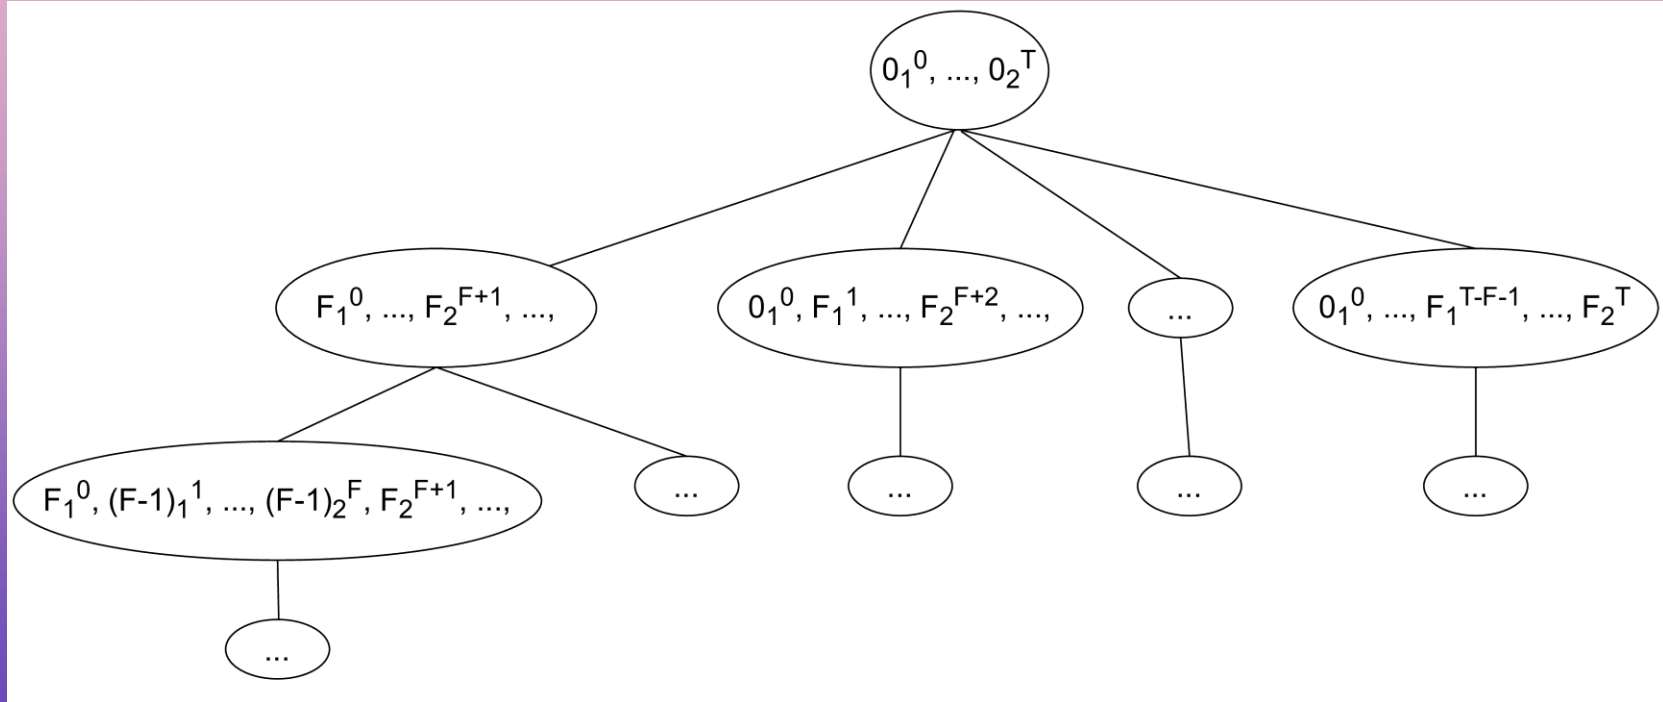 0₁⁰, ..., 0₂ᵀ
F₁⁰, ..., F₂ᶠ⁺¹, ...,
0₁⁰, F₁¹, ..., F₂ᶠ⁺², ...,
...
0₁⁰, ..., F₁ᵀ⁻ᶠ⁻¹, ..., F₂ᵀ
F₁⁰, (F-1)₁¹, ..., (F-1)₂ᶠ, F₂ᶠ⁺¹, ...,
...
...
...
...
...